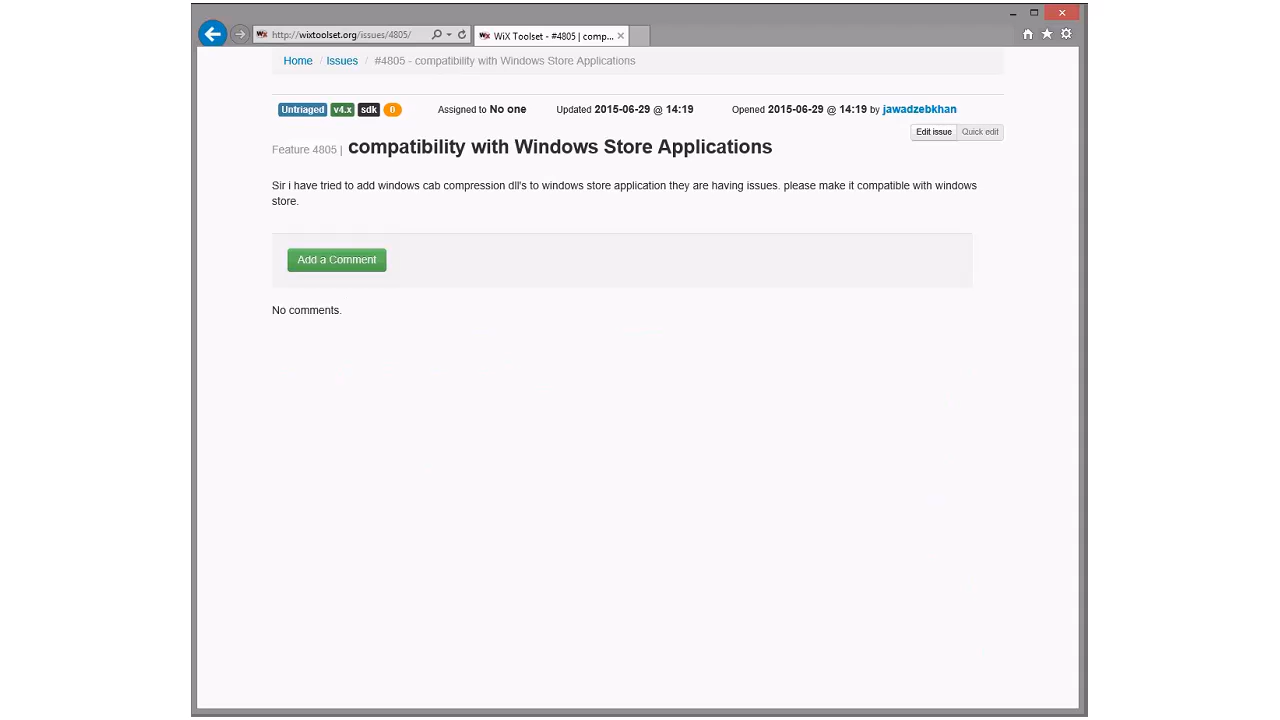 http://wixtoolset.org/issues/4805/
WiX Toolset - #4805 | comp...
Home / Issues / #4805 - compatibility with Windows Store Applications
Untriaged v4.x sdk 0 Assigned to No one Updated 2015-06-29 @ 14:19 Opened 2015-06-29 @ 14:19 by jawadzebkhan
Edit issue Quick edit
Feature 4805 | compatibility with Windows Store Applications
Sir i have tried to add windows cab compression dll's to windows store application they are having issues. please make it compatible with windows
store.
Add a Comment
No comments.